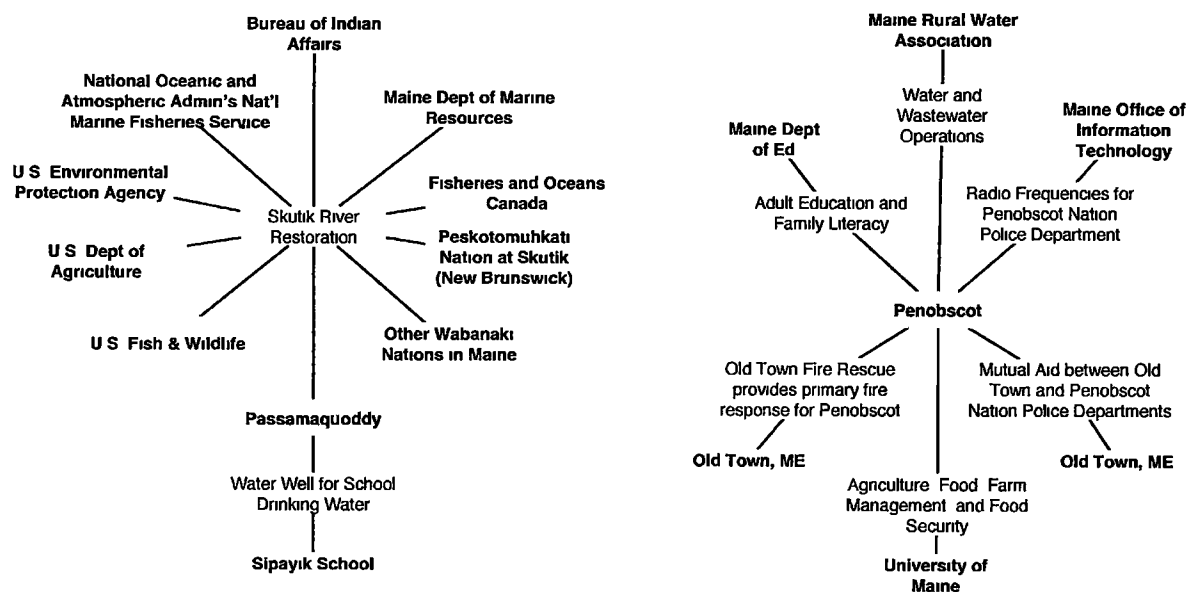 Bureau of Indian
Affairs
National Oceanic and
Atmospheric Admin's Nat'l
Marine Fisheries Service
Maine Dept of Marine
Resources
U S Environmental
Protection Agency
Fisheries and Oceans
Canada
Skutik River
Restoration
U S Dept of
Agriculture
Peskotomuhkati
Nation at Skutik
(New Brunswick)
U S Fish & Wildlife
Other Wabanaki
Nations in Maine
Passamaquoddy
Water Well for School
Drinking Water
Sipayik School
Maine Rural Water
Association
Water and
Wastewater
Operations
Maine Dept
of Ed
Maine Office of
Information
Technology
Adult Education and
Family Literacy
Radio Frequencies for
Penobscot Nation
Police Department
Penobscot
Old Town Fire Rescue
provides primary fire
response for Penobscot
Mutual Aid between Old
Town and Penobscot
Nation Police Departments
Old Town, ME
Old Town, ME
Agriculture Food Farm
Management and Food
Security
University of
Maine